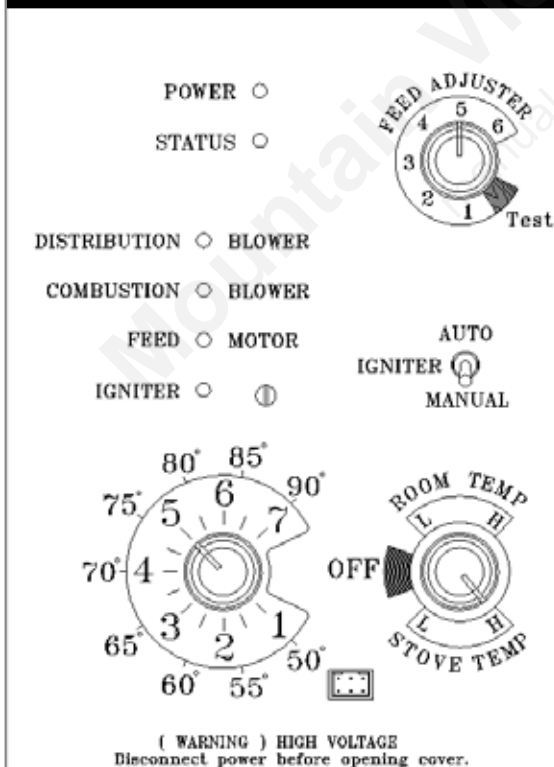 POWER
STATUS
FEED ADJUSTER
1 2 3 4 5 6
Test
DISTRIBUTION BLOWER
COMBUSTION BLOWER
FEED MOTOR
IGNITER
AUTO
IGNITER
MANUAL
50° 55° 60° 65° 70° 75° 80° 85° 90°
1 2 3 4 5 6 7
ROOM TEMP
L H
OFF
L H
STOVE TEMP
( WARNING ) HIGH VOLTAGE
Disconnect power before opening cover.
Mountain